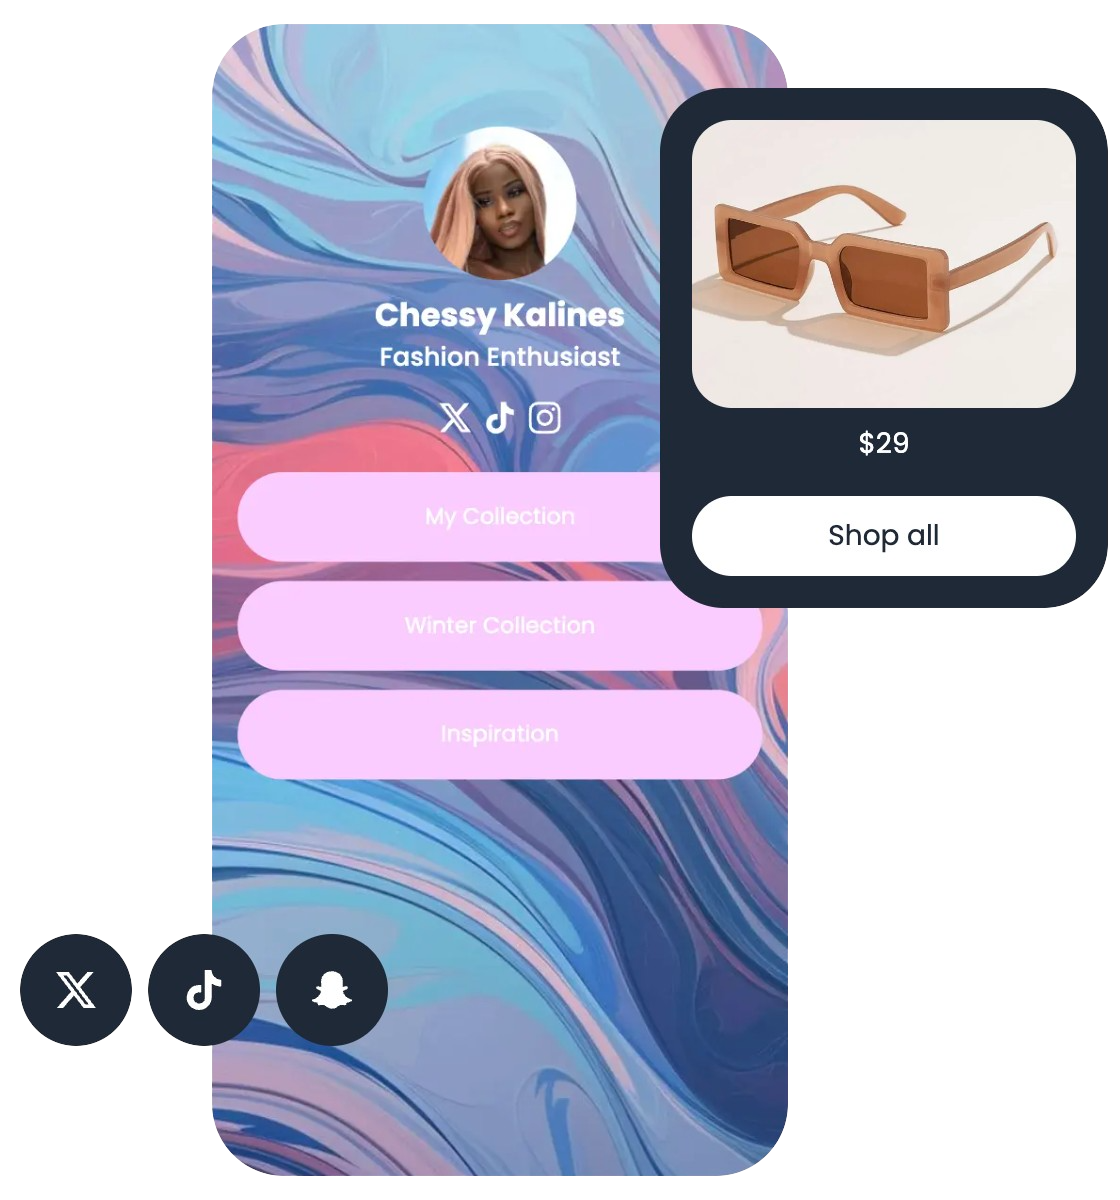 Chessy Kalines
Fashion Enthusiast
My Collection
Winter Collection
Inspiration
$29
Shop all